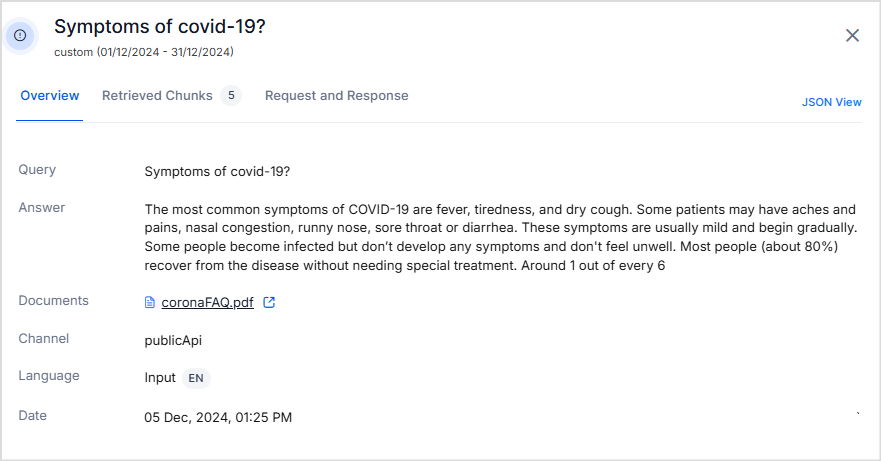 Symptoms of covid-19?
custom (01/12/2024 - 31/12/2024)
Overview
Retrieved Chunks 5
Request and Response
JSON View
Query
Symptoms of covid-19?
Answer
The most common symptoms of COVID-19 are fever, tiredness, and dry cough. Some patients may have aches and
pains, nasal congestion, runny nose, sore throat or diarrhea. These symptoms are usually mild and begin gradually.
Some people become infected but don’t develop any symptoms and don't feel unwell. Most people (about 80%)
recover from the disease without needing special treatment. Around 1 out of every 6
Documents
coronaFAQ.pdf
Channel
publicApi
Language
Input EN
Date
05 Dec, 2024, 01:25 PM
`